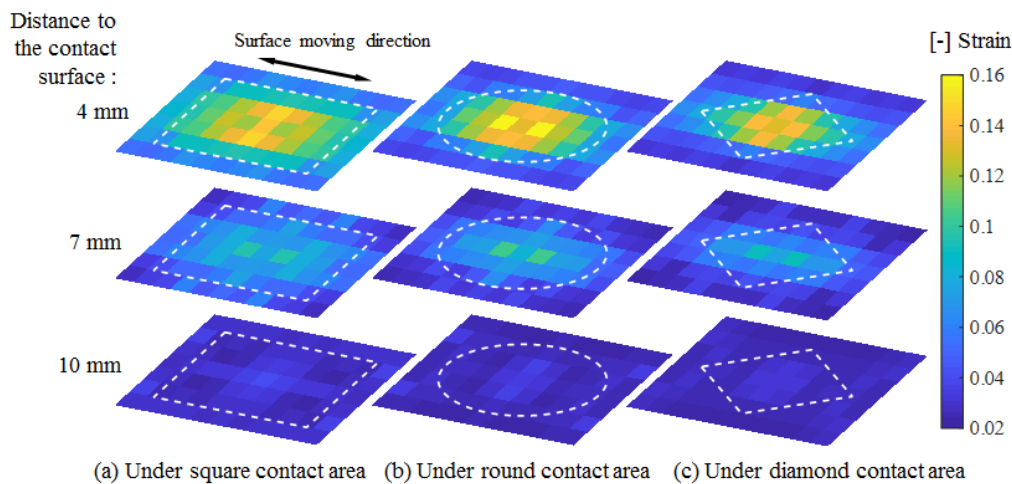 Distance to
the contact
surface :
Surface moving direction
[-] Strain
4 mm
7 mm
10 mm
0.16
0.14
0.12
0.1
0.08
0.06
0.04
0.02
(a) Under square contact area
(b) Under round contact area
(c) Under diamond contact area